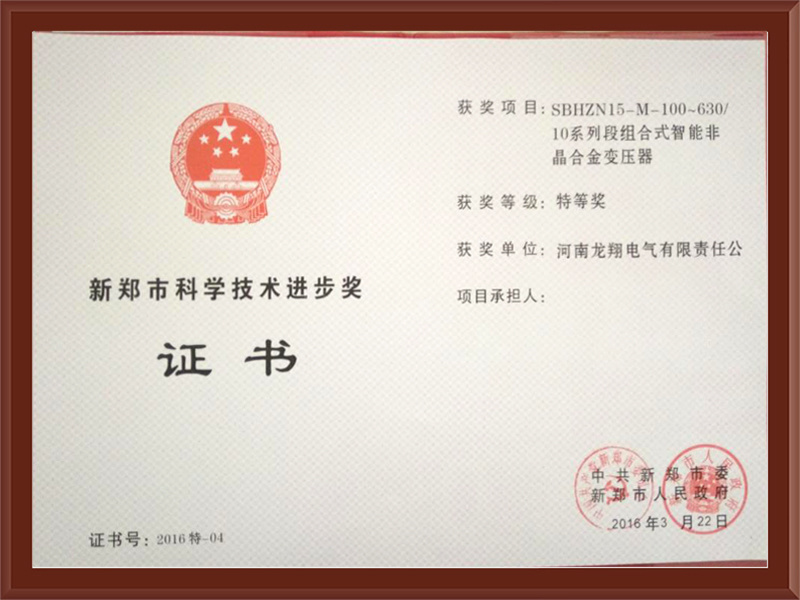 新郑市科学技术进步奖
证书
证书号：2016特-04
获奖项目：SBHZN15-M-100~630/
10系列段组合式智能非
晶合金变压器
获奖等级：特等奖
获奖单位：河南龙翔电气有限责任公
项目承担人：
中共新郑市委
新郑市人民政府
2016年3月22日